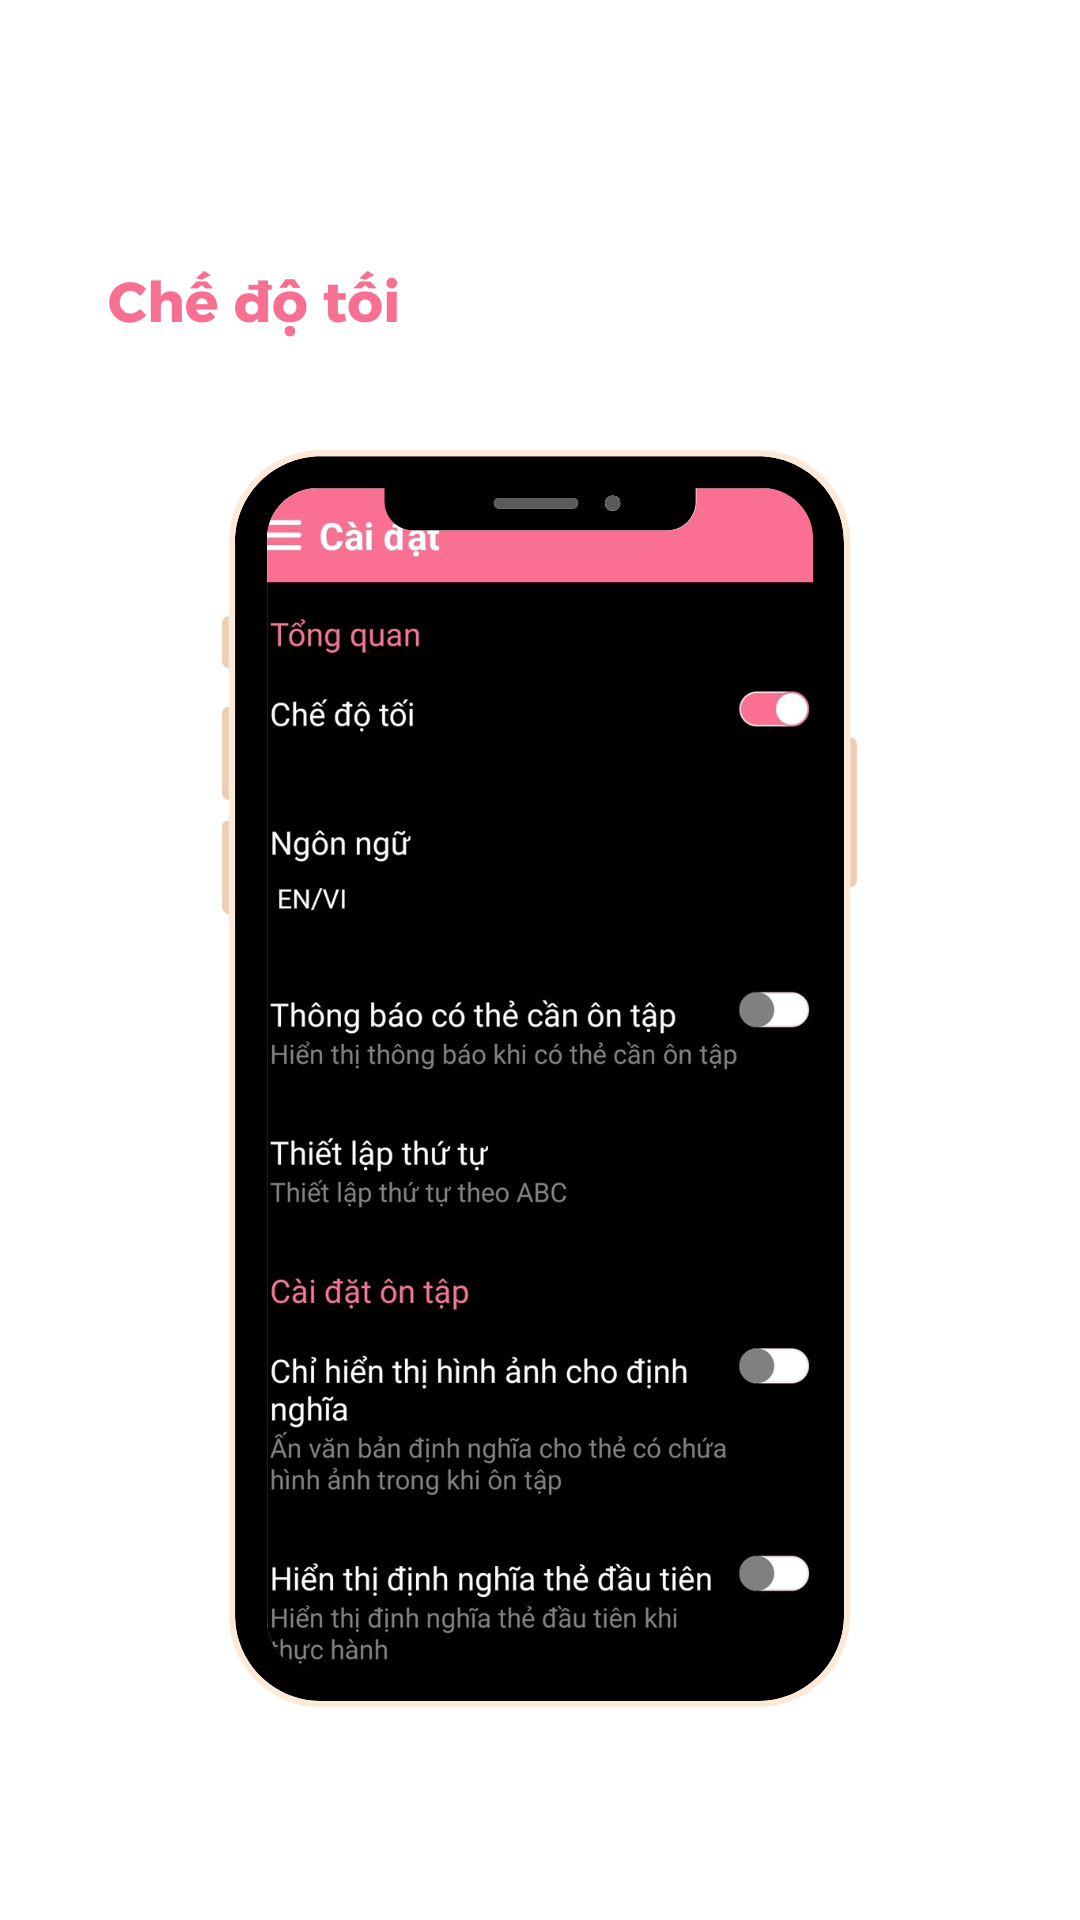 Chế độ tối
Cài đặt
Tổng quan
Chế độ tối
Ngôn ngữ
EN/VI
Thông báo có thẻ cần ôn tập
Hiển thị thông báo khi có thẻ cần ôn tập
Thiết lập thứ tự
Thiết lập thứ tự theo ABC
Cài đặt ôn tập
Chỉ hiển thị hình ảnh cho định
nghĩa
Ẩn văn bản định nghĩa cho thẻ có chứa
hình ảnh trong khi ôn tập
Hiển thị định nghĩa thẻ đầu tiên
Hiển thị định nghĩa thẻ đầu tiên khi
thực hành